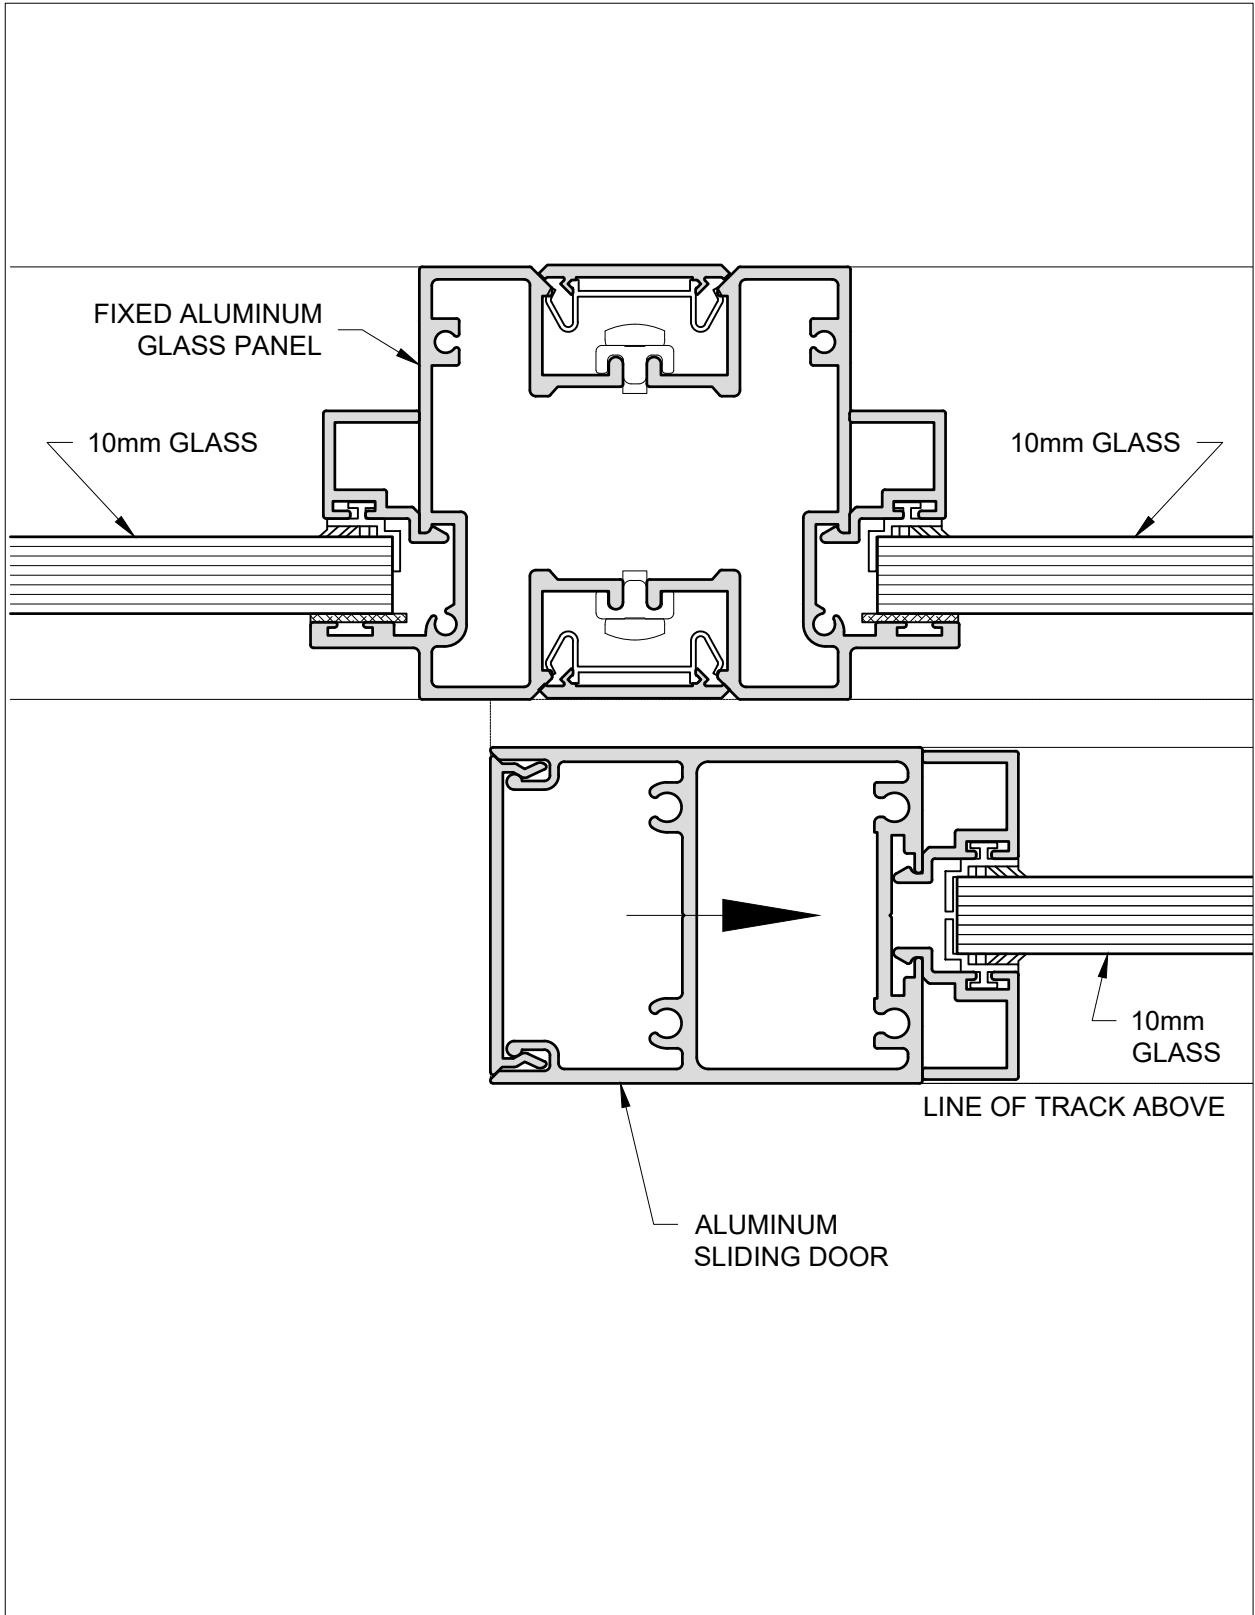 FIXED ALUMINUM
GLASS PANEL
10mm GLASS
10mm GLASS
10mm
GLASS
LINE OF TRACK ABOVE
ALUMINUM
SLIDING DOOR